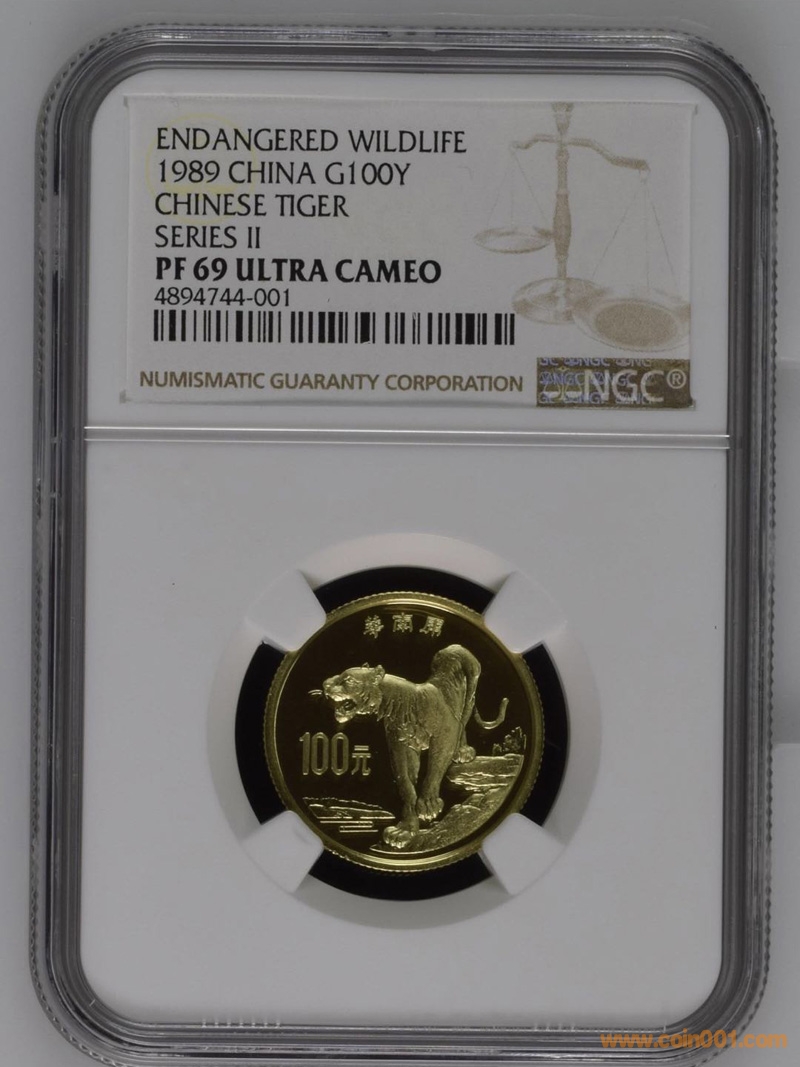 ENDANGERED WILDLIFE
1989 CHINA G100Y
CHINESE TIGER
SERIES II
PF 69 ULTRA CAMEO
4894744-001
NUMISMATIC GUARANTY CORPORATION
NGC®
华南虎
100元
www.coin001.com